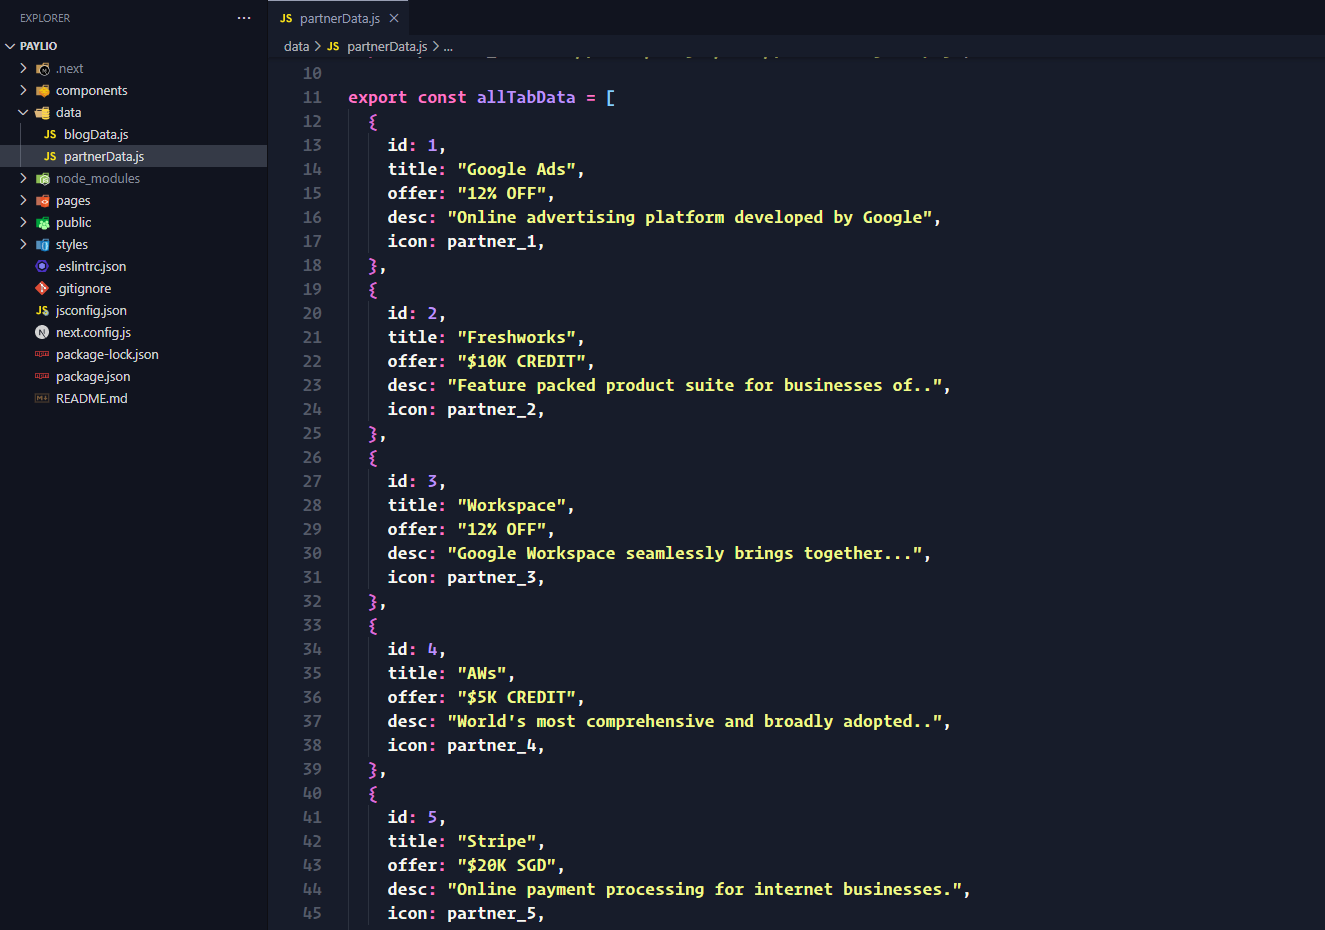 EXPLORER
PAYLIO
.next
components
data
JS blogData.js
JS partnerData.js
node_modules
pages
public
styles
.eslintrc.json
.gitignore
JS jsconfig.json
N next.config.js
package-lock.json
package.json
README.md
JS partnerData.js
data > JS partnerData.js > ...
10
11 export const allTabData = [
12 {
13 id: 1,
14 title: "Google Ads",
15 offer: "12% OFF",
16 desc: "Online advertising platform developed by Google",
17 icon: partner_1,
18 },
19 {
20 id: 2,
21 title: "Freshworks",
22 offer: "$10K CREDIT",
23 desc: "Feature packed product suite for businesses of..",
24 icon: partner_2,
25 },
26 {
27 id: 3,
28 title: "Workspace",
29 offer: "12% OFF",
30 desc: "Google Workspace seamlessly brings together...",
31 icon: partner_3,
32 },
33 {
34 id: 4,
35 title: "AWs",
36 offer: "$5K CREDIT",
37 desc: "World's most comprehensive and broadly adopted..",
38 icon: partner_4,
39 },
40 {
41 id: 5,
42 title: "Stripe",
43 offer: "$20K SGD",
44 desc: "Online payment processing for internet businesses.",
45 icon: partner_5,